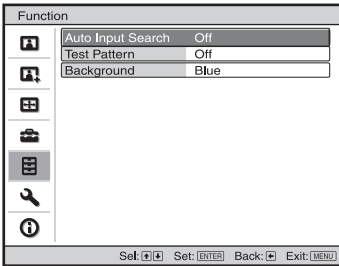 Function
Auto Input Search Off
Test Pattern Off
Background Blue
Sel: Set: ENTER Back: Exit: MENU